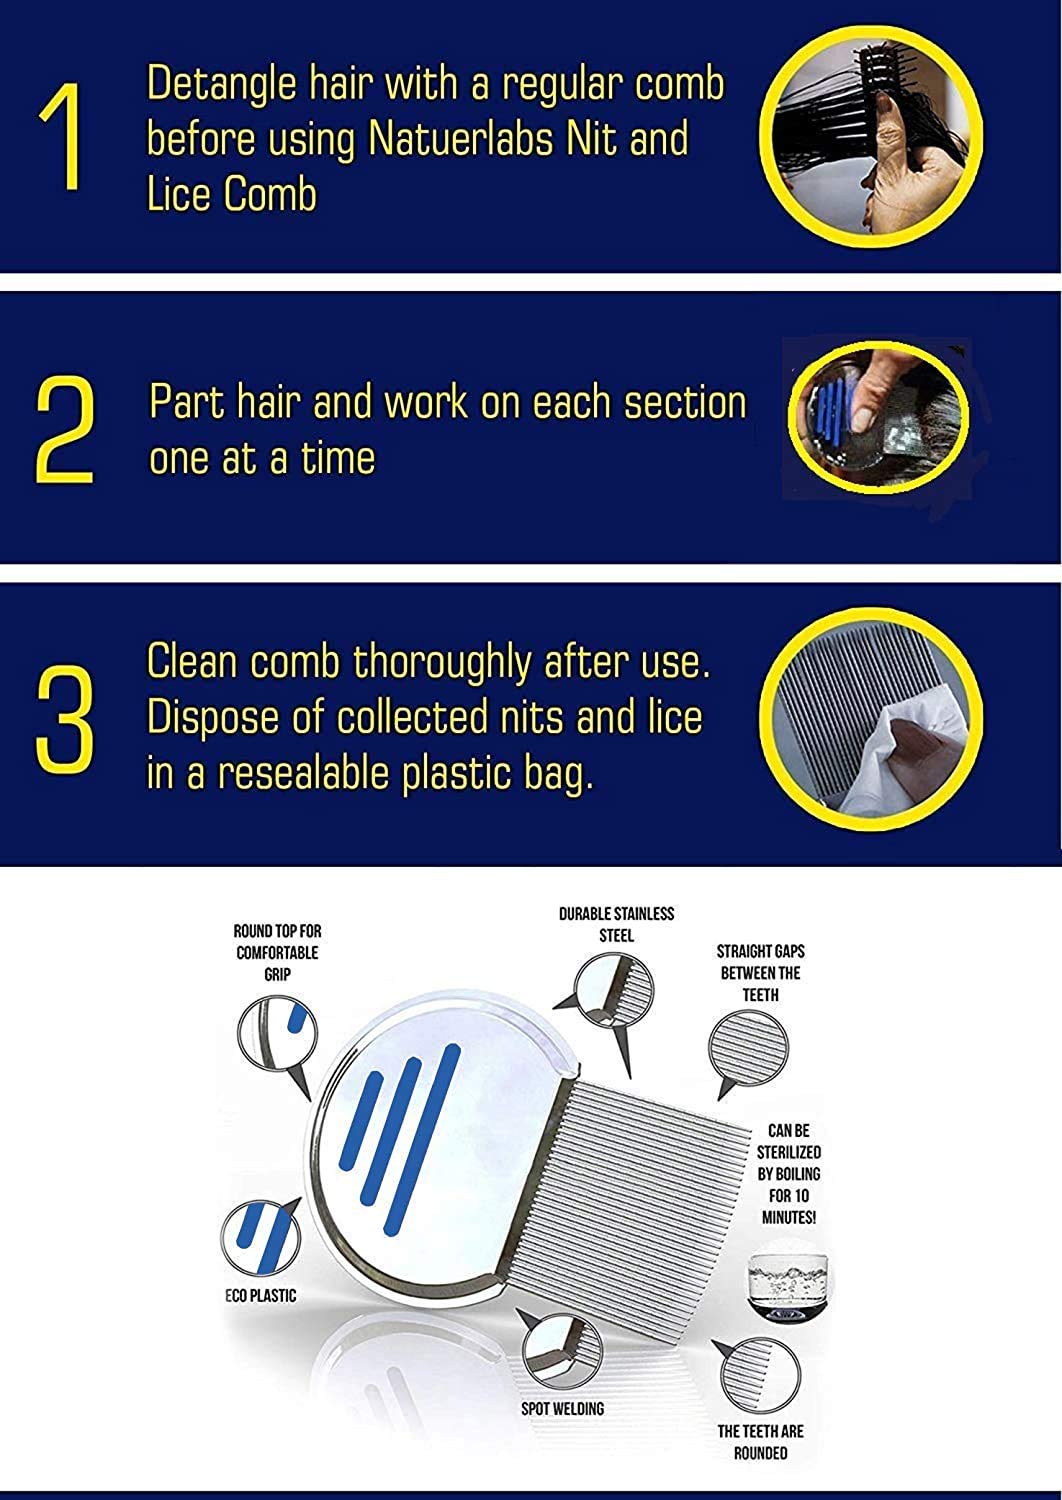 1
Detangle hair with a regular comb
before using Natuerlabs Nit and
Lice Comb
2
Part hair and work on each section
one at a time
3
Clean comb thoroughly after use.
Dispose of collected nits and lice
in a resealable plastic bag.
ROUND TOP FOR
COMFORTABLE
GRIP
DURABLE STAINLESS
STEEL
STRAIGHT GAPS
BETWEEN THE
TEETH
CAN BE
STERILIZED
BY BOILING
FOR 10
MINUTES!
ECO PLASTIC
SPOT WELDING
THE TEETH ARE
ROUNDED